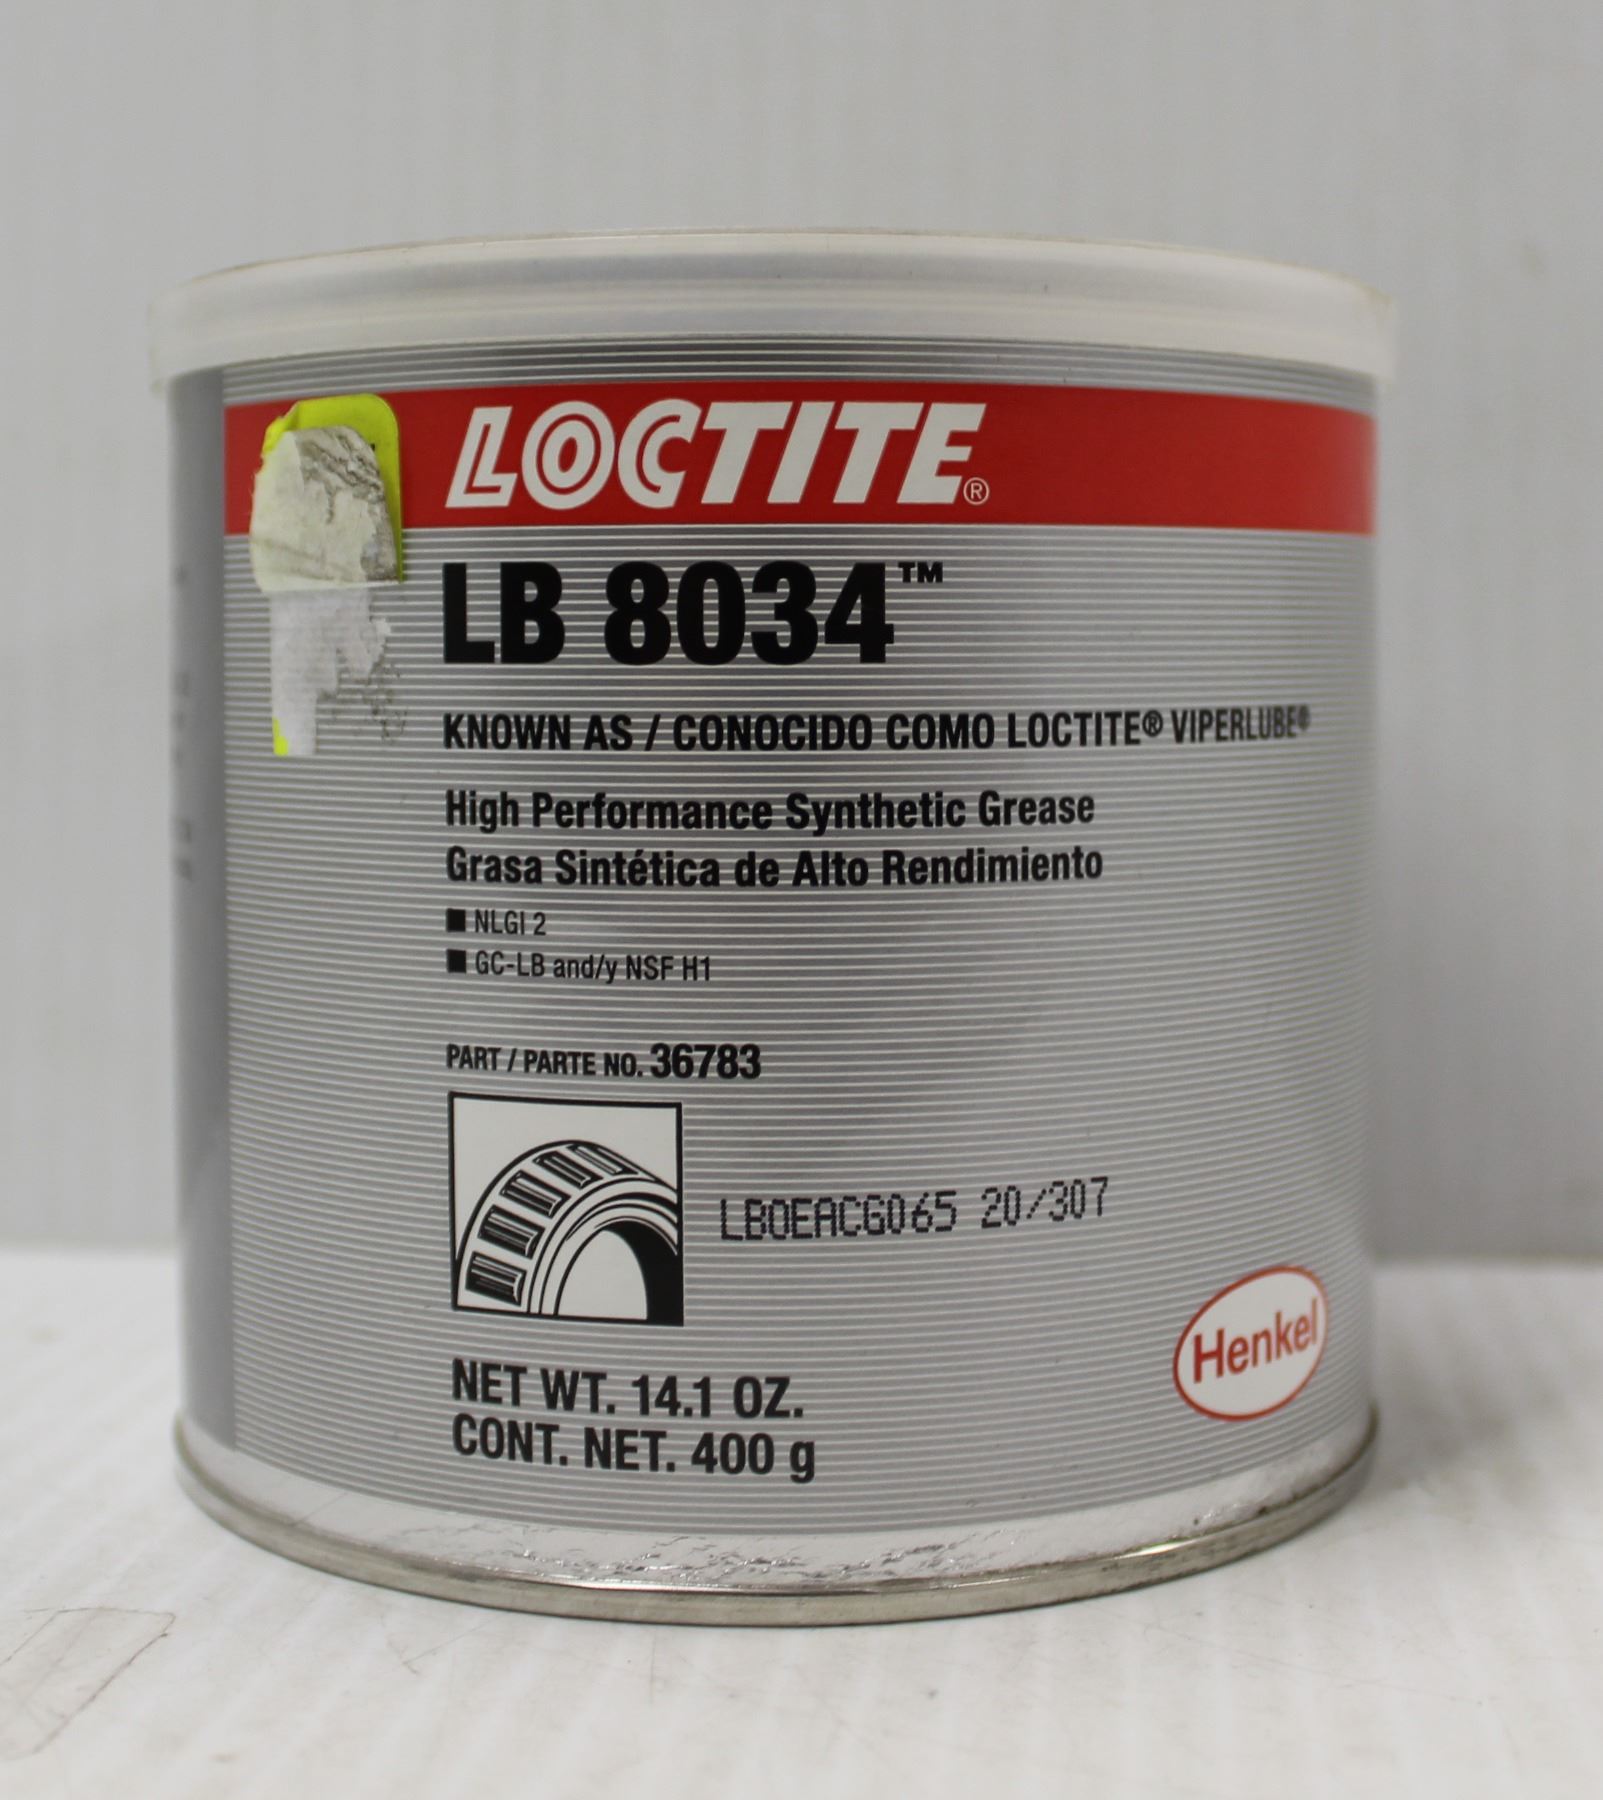 LOCTITE®
LB 8034™
KNOWN AS / CONOCIDO COMO LOCTITE® VIPERLUBE®
High Performance Synthetic Grease
Grasa Sintética de Alto Rendimiento
■ NLGI 2
■ GC-LB and/y NSF H1
PART / PARTE NO. 36783
LB0EACG065 20/307
Henkel
NET WT. 14.1 OZ.
CONT. NET. 400 g